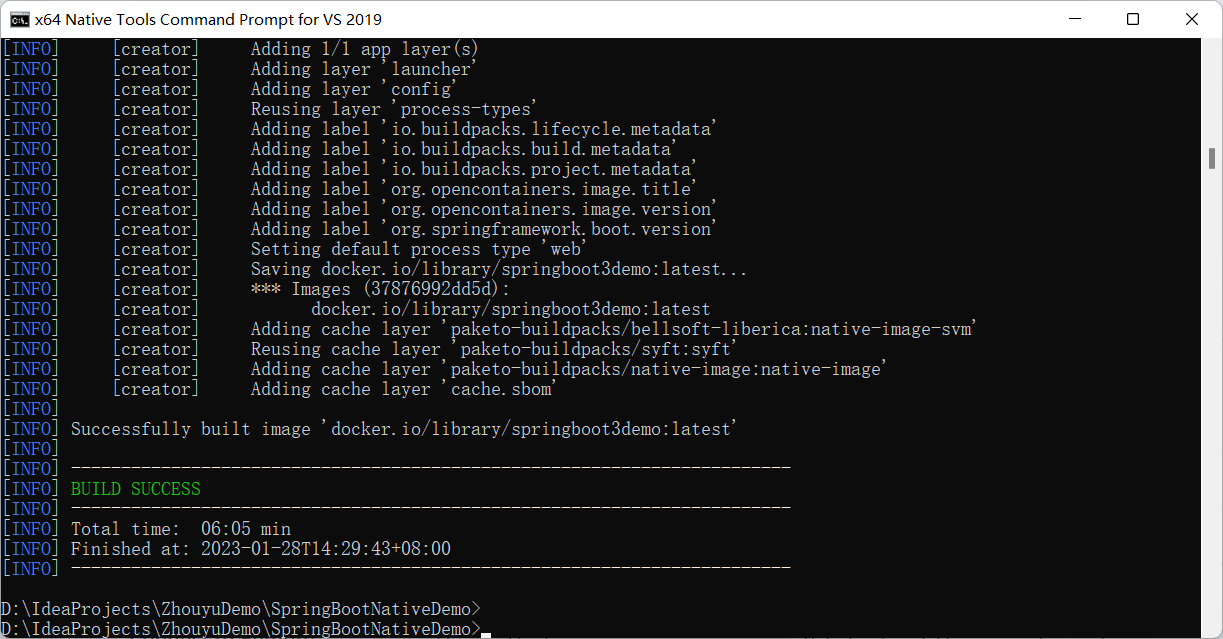 x64 Native Tools Command Prompt for VS 2019
[INFO]     [creator]     Adding 1/1 app layer(s)
[INFO]     [creator]     Adding layer 'launcher'
[INFO]     [creator]     Adding layer 'config'
[INFO]     [creator]     Reusing layer 'process-types'
[INFO]     [creator]     Adding label 'io.buildpacks.lifecycle.metadata'
[INFO]     [creator]     Adding label 'io.buildpacks.build.metadata'
[INFO]     [creator]     Adding label 'io.buildpacks.project.metadata'
[INFO]     [creator]     Adding label 'org.opencontainers.image.title'
[INFO]     [creator]     Adding label 'org.opencontainers.image.version'
[INFO]     [creator]     Adding label 'org.springframework.boot.version'
[INFO]     [creator]     Setting default process type 'web'
[INFO]     [creator]     Saving docker.io/library/springboot3demo:latest...
[INFO]     [creator]     *** Images (37876992dd5d):
[INFO]     [creator]           docker.io/library/springboot3demo:latest
[INFO]     [creator]     Adding cache layer 'paketo-buildpacks/bellsoft-liberica:native-image-svm'
[INFO]     [creator]     Reusing cache layer 'paketo-buildpacks/syft:syft'
[INFO]     [creator]     Adding cache layer 'paketo-buildpacks/native-image:native-image'
[INFO]     [creator]     Adding cache layer 'cache.sbom'
[INFO]
[INFO] Successfully built image 'docker.io/library/springboot3demo:latest'
[INFO]
[INFO] ------------------------------------------------------------------------
[INFO] BUILD SUCCESS
[INFO] ------------------------------------------------------------------------
[INFO] Total time:  06:05 min
[INFO] Finished at: 2023-01-28T14:29:43+08:00
[INFO] ------------------------------------------------------------------------
D:\IdeaProjects\ZhouyuDemo\SpringBootNativeDemo>
D:\IdeaProjects\ZhouyuDemo\SpringBootNativeDemo>